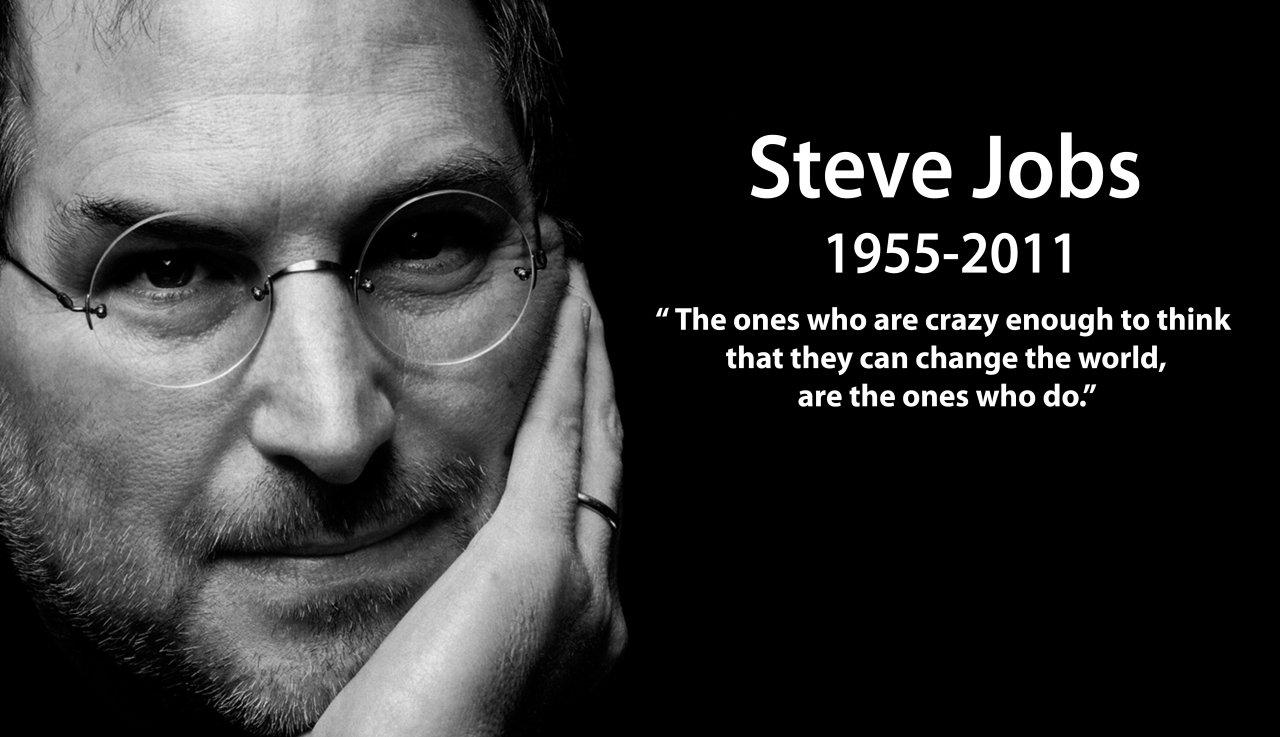 Steve Jobs
1955-2011
“ The ones who are crazy enough to think
that they can change the world,
are the ones who do.”